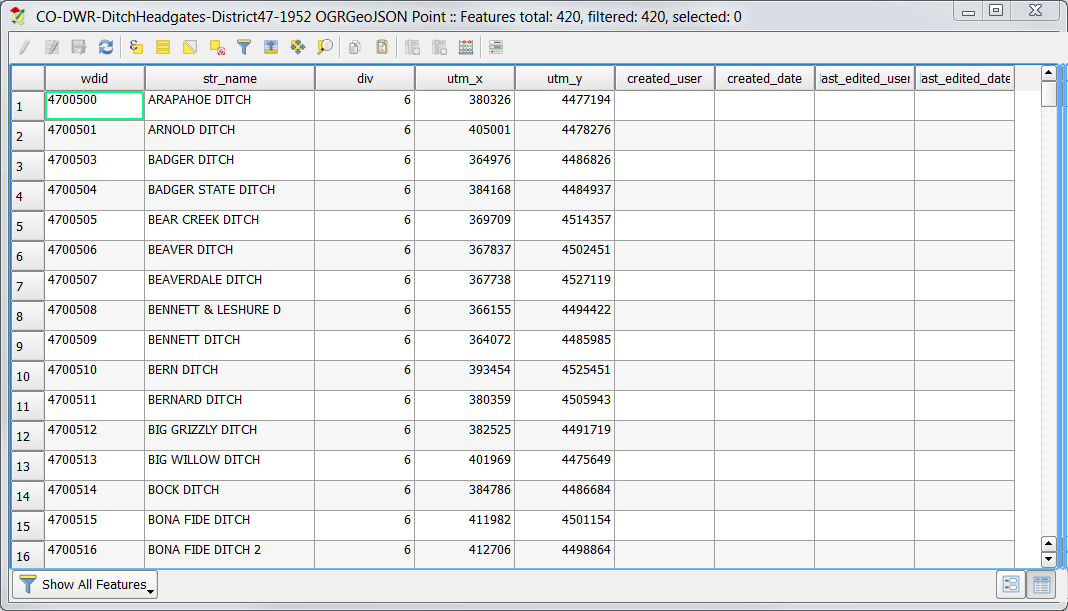 CO-DWR-DitchHeadgates-District47-1952 OGRGeoJSON Point :: Features total: 420, filtered: 420, selected: 0
wdid str_name div utm_x utm_y created_user created_date last_edited_user last_edited_date
1 4700500 ARAPAHOE DITCH 6 380326 4477194
2 4700501 ARNOLD DITCH 6 405001 4478276
3 4700503 BADGER DITCH 6 364976 4486826
4 4700504 BADGER STATE DITCH 6 384168 4484937
5 4700505 BEAR CREEK DITCH 6 369709 4514357
6 4700506 BEAVER DITCH 6 367837 4502451
7 4700507 BEAVERDALE DITCH 6 367738 4527119
8 4700508 BENNETT & LESHURE D 6 366155 4494422
9 4700509 BENNETT DITCH 6 364072 4485985
10 4700510 BERN DITCH 6 393454 4525451
11 4700511 BERNARD DITCH 6 380359 4505943
12 4700512 BIG GRIZZLY DITCH 6 382525 4491719
13 4700513 BIG WILLOW DITCH 6 401969 4475649
14 4700514 BOCK DITCH 6 384786 4486684
15 4700515 BONA FIDE DITCH 6 411982 4501154
16 4700516 BONA FIDE DITCH 2 6 412706 4498864
Show All Features